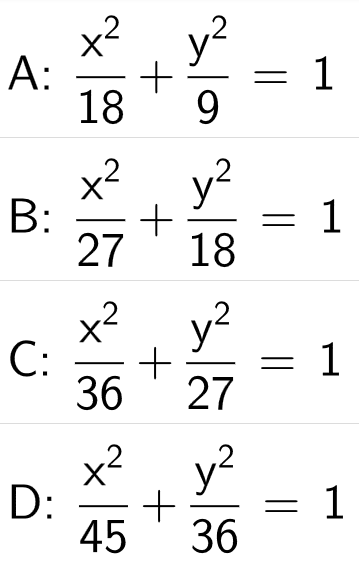 A: x²/18 + y²/9 = 1
B: x²/27 + y²/18 = 1
C: x²/36 + y²/27 = 1
D: x²/45 + y²/36 = 1